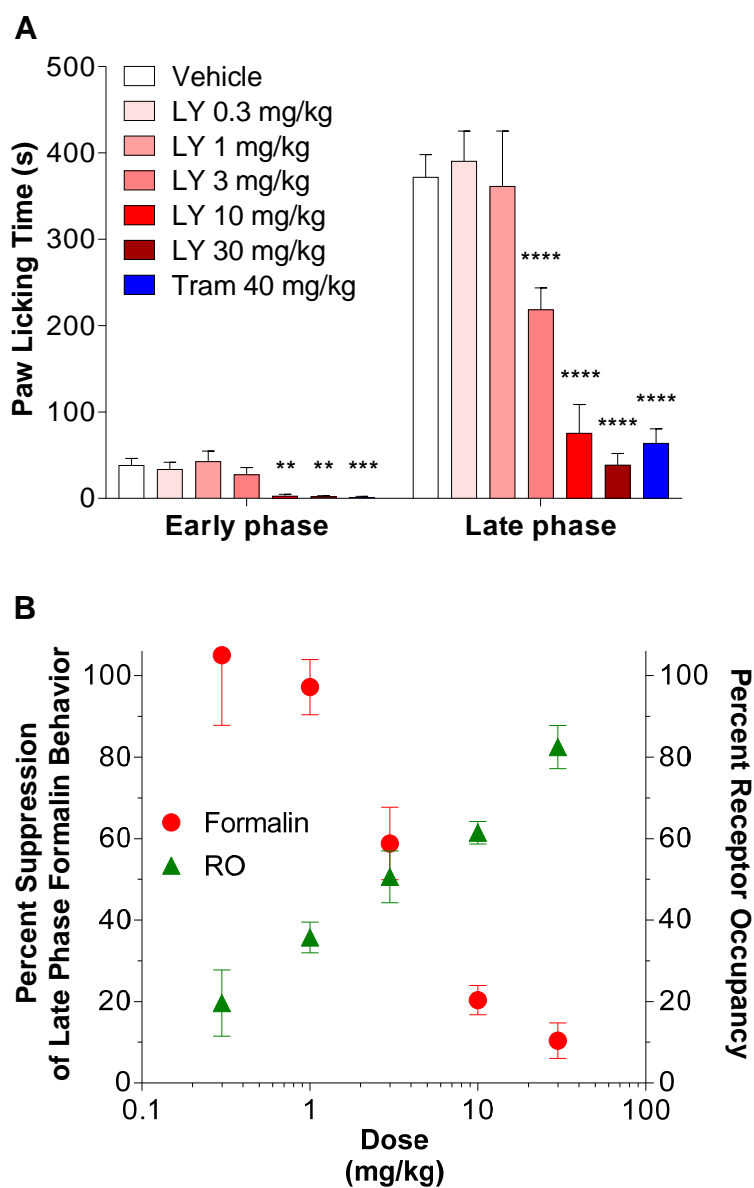 A
Paw Licking Time (s)
500
400
300
200
100
0
Vehicle
LY 0.3 mg/kg
LY 1 mg/kg
LY 3 mg/kg
LY 10 mg/kg
LY 30 mg/kg
Tram 40 mg/kg
** ** ***
****
****
****
****
Early phase
Late phase
B
Percent Suppression
of Late Phase Formalin Behavior
100
80
60
40
20
0
Formalin
RO
100
80
60
40
20
0
Percent Receptor Occupancy
0.1 1 10 100
Dose
(mg/kg)